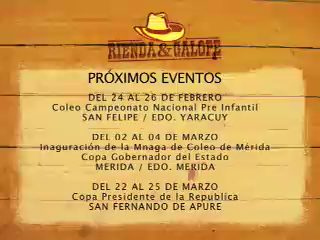 RIENDA & GALOPE
PRÓXIMOS EVENTOS
DEL 24 AL 26 DE FEBRERO
Coleo Campeonato Nacional Pre Infantil
SAN FELIPE / EDO. YARACUY
DEL 02 AL 04 DE MARZO
Inaguración de la Mnaga de Coleo de Mérida
Copa Gobernador del Estado
MERIDA / EDO. MERIDA
DEL 22 AL 25 DE MARZO
Copa Presidente de la Republica
SAN FERNANDO DE APURE